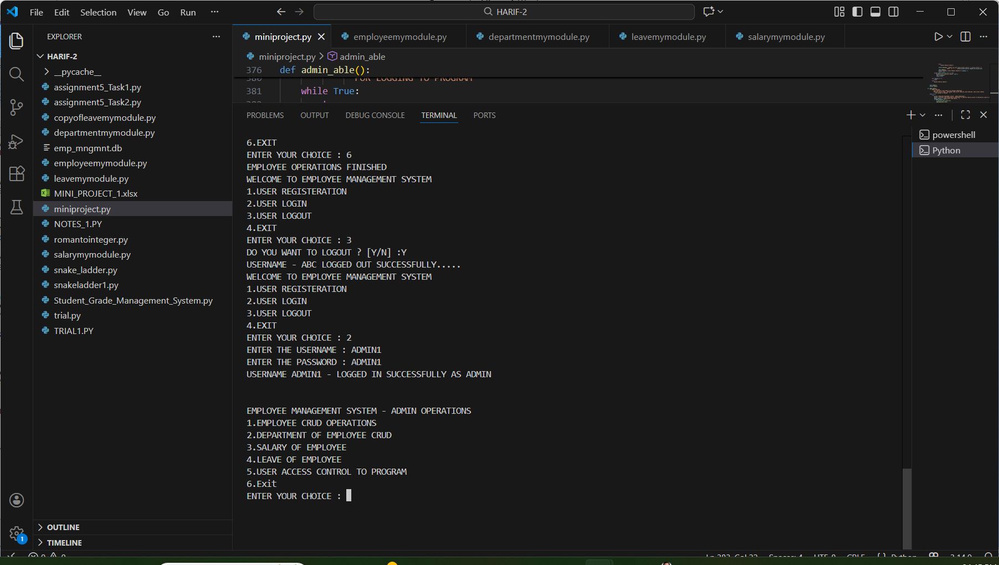 File Edit Selection View Go Run ···
HARIF-2
EXPLORER
HARIF-2
__pycache__
assignment5_Task1.py
assignment5_Task2.py
copyofleavemymodule.py
departmentmymodule.py
emp_mngmnt.db
employeemymodule.py
leavemymodule.py
MINI_PROJECT_1.xlsx
miniproject.py
NOTES_1.PY
romantointeger.py
salarymymodule.py
snake_ladder.py
snakeladder1.py
Student_Grade_Management_System.py
trial.py
TRIAL1.PY
OUTLINE
TIMELINE
1
miniproject.py employeemymodule.py departmentmymodule.py leavemymodule.py salarymymodule.py
miniproject.py > admin_able
376 def admin_able():
380 FOR LOGGING TO PROGRAM
381 while True:
PROBLEMS OUTPUT DEBUG CONSOLE TERMINAL PORTS
powershell
Python
6.EXIT
ENTER YOUR CHOICE : 6
EMPLOYEE OPERATIONS FINISHED
WELCOME TO EMPLOYEE MANAGEMENT SYSTEM
1.USER REGISTERATION
2.USER LOGIN
3.USER LOGOUT
4.EXIT
ENTER YOUR CHOICE : 3
DO YOU WANT TO LOGOUT ? [Y/N] :Y
USERNAME - ABC LOGGED OUT SUCCESSFULLY.....
WELCOME TO EMPLOYEE MANAGEMENT SYSTEM
1.USER REGISTERATION
2.USER LOGIN
3.USER LOGOUT
4.EXIT
ENTER YOUR CHOICE : 2
ENTER THE USERNAME : ADMIN1
ENTER THE PASSWORD : ADMIN1
USERNAME ADMIN1 - LOGGED IN SUCCESSFULLY AS ADMIN
EMPLOYEE MANAGEMENT SYSTEM - ADMIN OPERATIONS
1.EMPLOYEE CRUD OPERATIONS
2.DEPARTMENT OF EMPLOYEE CRUD
3.SALARY OF EMPLOYEE
4.LEAVE OF EMPLOYEE
5.USER ACCESS CONTROL TO PROGRAM
6.Exit
ENTER YOUR CHOICE :